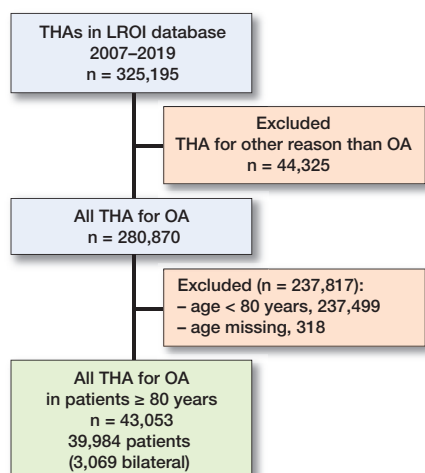 THAs in LROI database
2007–2019
n = 325,195
Excluded
THA for other reason than OA
n = 44,325
All THA for OA
n = 280,870
Excluded (n = 237,817):
– age < 80 years, 237,499
– age missing, 318
All THA for OA
in patients ≥ 80 years
n = 43,053
39,984 patients
(3,069 bilateral)